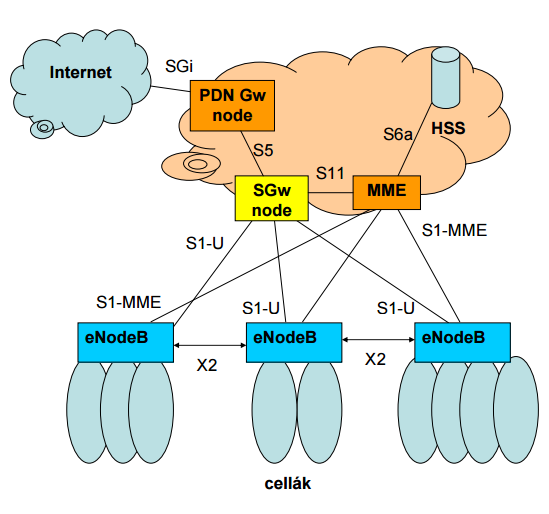 SGi
Internet
PDN Gw
node
HSS
S6a
S5
S11
SGw
node
MME
S1-U
S1-MME
S1-MME
S1-U
S1-U
eNodeB
eNodeB
eNodeB
X2
X2
cellák